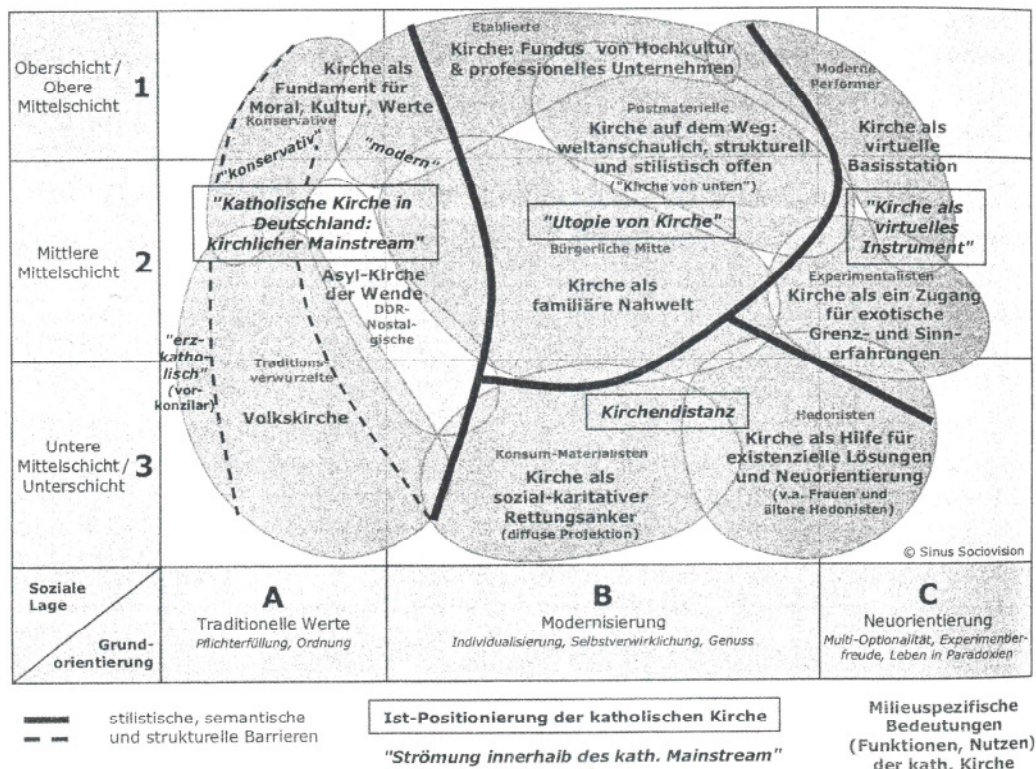 Oberschicht /
Obere
Mittelschicht
1
Mittlere
Mittelschicht
2
Untere
Mittelschicht /
Unterschicht
3
Kirche als
Fundament für
Moral, Kultur, Werte
Konservative
"konservativ"
"modern"
Etablierte
Kirche: Fundus von Hochkultur
& professionelles Unternehmen
Postmaterielle
Kirche auf dem Weg:
weltanschaulich, strukturell
und stilistisch offen
("Kirche von unten")
Moderne
Performer
Kirche als
virtuelle
Basisstation
"Katholische Kirche in
Deutschland:
kirchlicher Mainstream"
"Utopie von Kirche"
"Kirche als
virtuelles
Instrument"
Bürgerliche Mitte
Kirche als
familiäre Nahwelt
Asyl-Kirche
der Wende
DDR-
Nostal-
gische
Experimentalisten
Kirche als ein Zugang
für exotische
Grenz- und Sinn-
erfahrungen
"erz-
katho-
lisch"
(vor-
konzilar)
Traditions-
verwurzelte
Volkskirche
Kirchendistanz
Konsum-Materialisten
Kirche als
sozial-karitativer
Rettungsanker
(diffuse Projektion)
Hedonisten
Kirche als Hilfe für
existenzielle Lösungen
und Neuorientierung
(v.a. Frauen und
ältare Hedonisten)
© Sinus Sociovision
Soziale
Lage
Grund-
orientierung
A
Traditionelle Werte
Pflichterfüllung, Ordnung
B
Modernisierung
Individualisierung, Selbstverwirklichung, Genuss
C
Neuorientierung
Multi-Optionalität, Experimentier-
freude, Leben in Paradoxien
stilistische, semantische
und strukturelle Barrieren
Ist-Positionierung der katholischen Kirche
"Strömung innerhalb des kath. Mainstream"
Milieuspezifische
Bedeutungen
(Funktionen, Nutzen)
der kath. Kirche